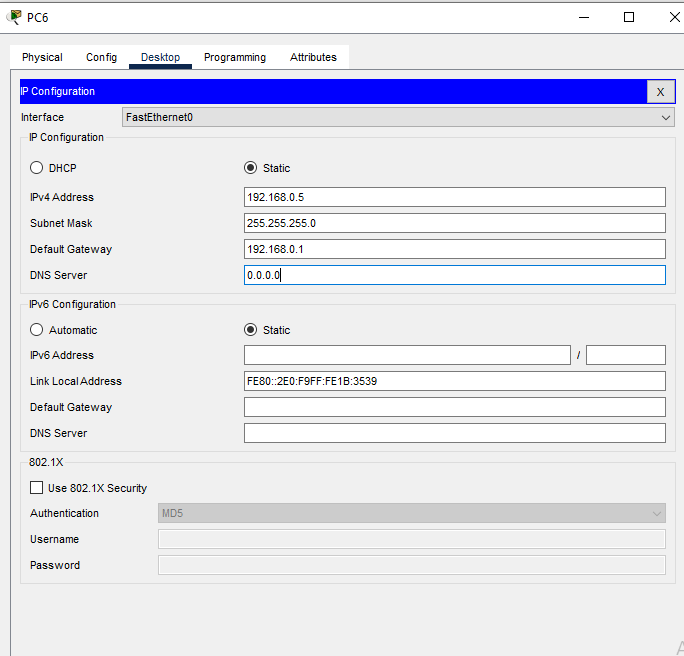 PC6
Physical Config Desktop Programming Attributes
IP Configuration X
Interface FastEthernet0
IP Configuration
DHCP Static
IPv4 Address 192.168.0.5
Subnet Mask 255.255.255.0
Default Gateway 192.168.0.1
DNS Server 0.0.0.0
IPv6 Configuration
Automatic Static
IPv6 Address /
Link Local Address FE80::2E0:F9FF:FE1B:3539
Default Gateway
DNS Server
802.1X
Use 802.1X Security
Authentication MD5
Username
Password